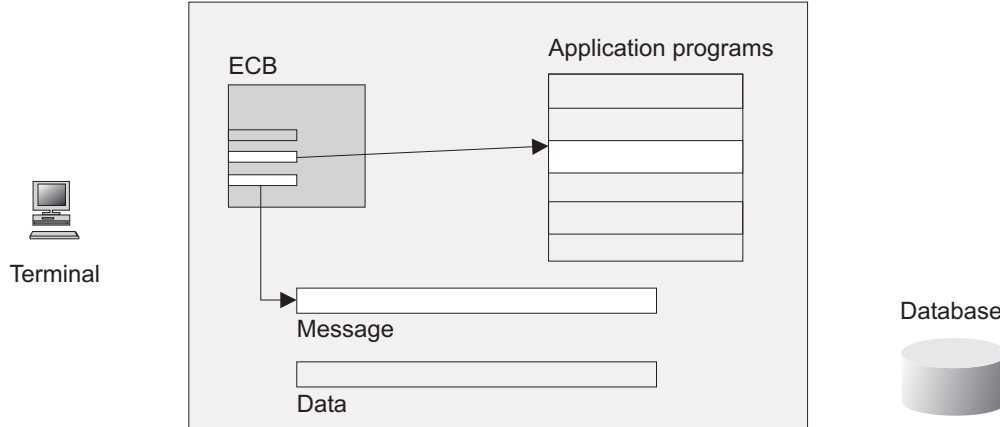 ECB
Application programs
Terminal
Message
Database
Data